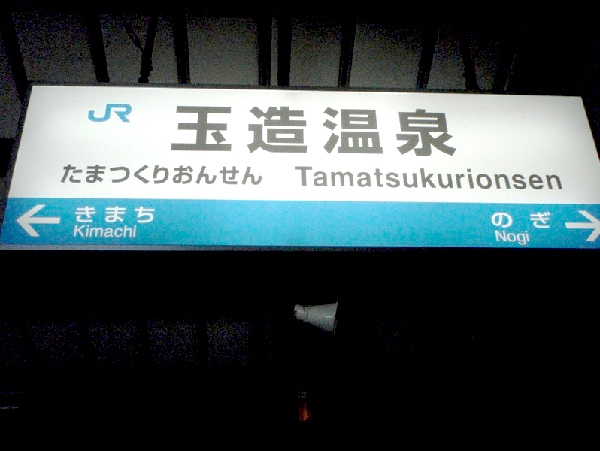 JR 玉造温泉
たまつくりおんせん Tamatsukurionsen
← きまち のぎ →
Kimachi Nogi